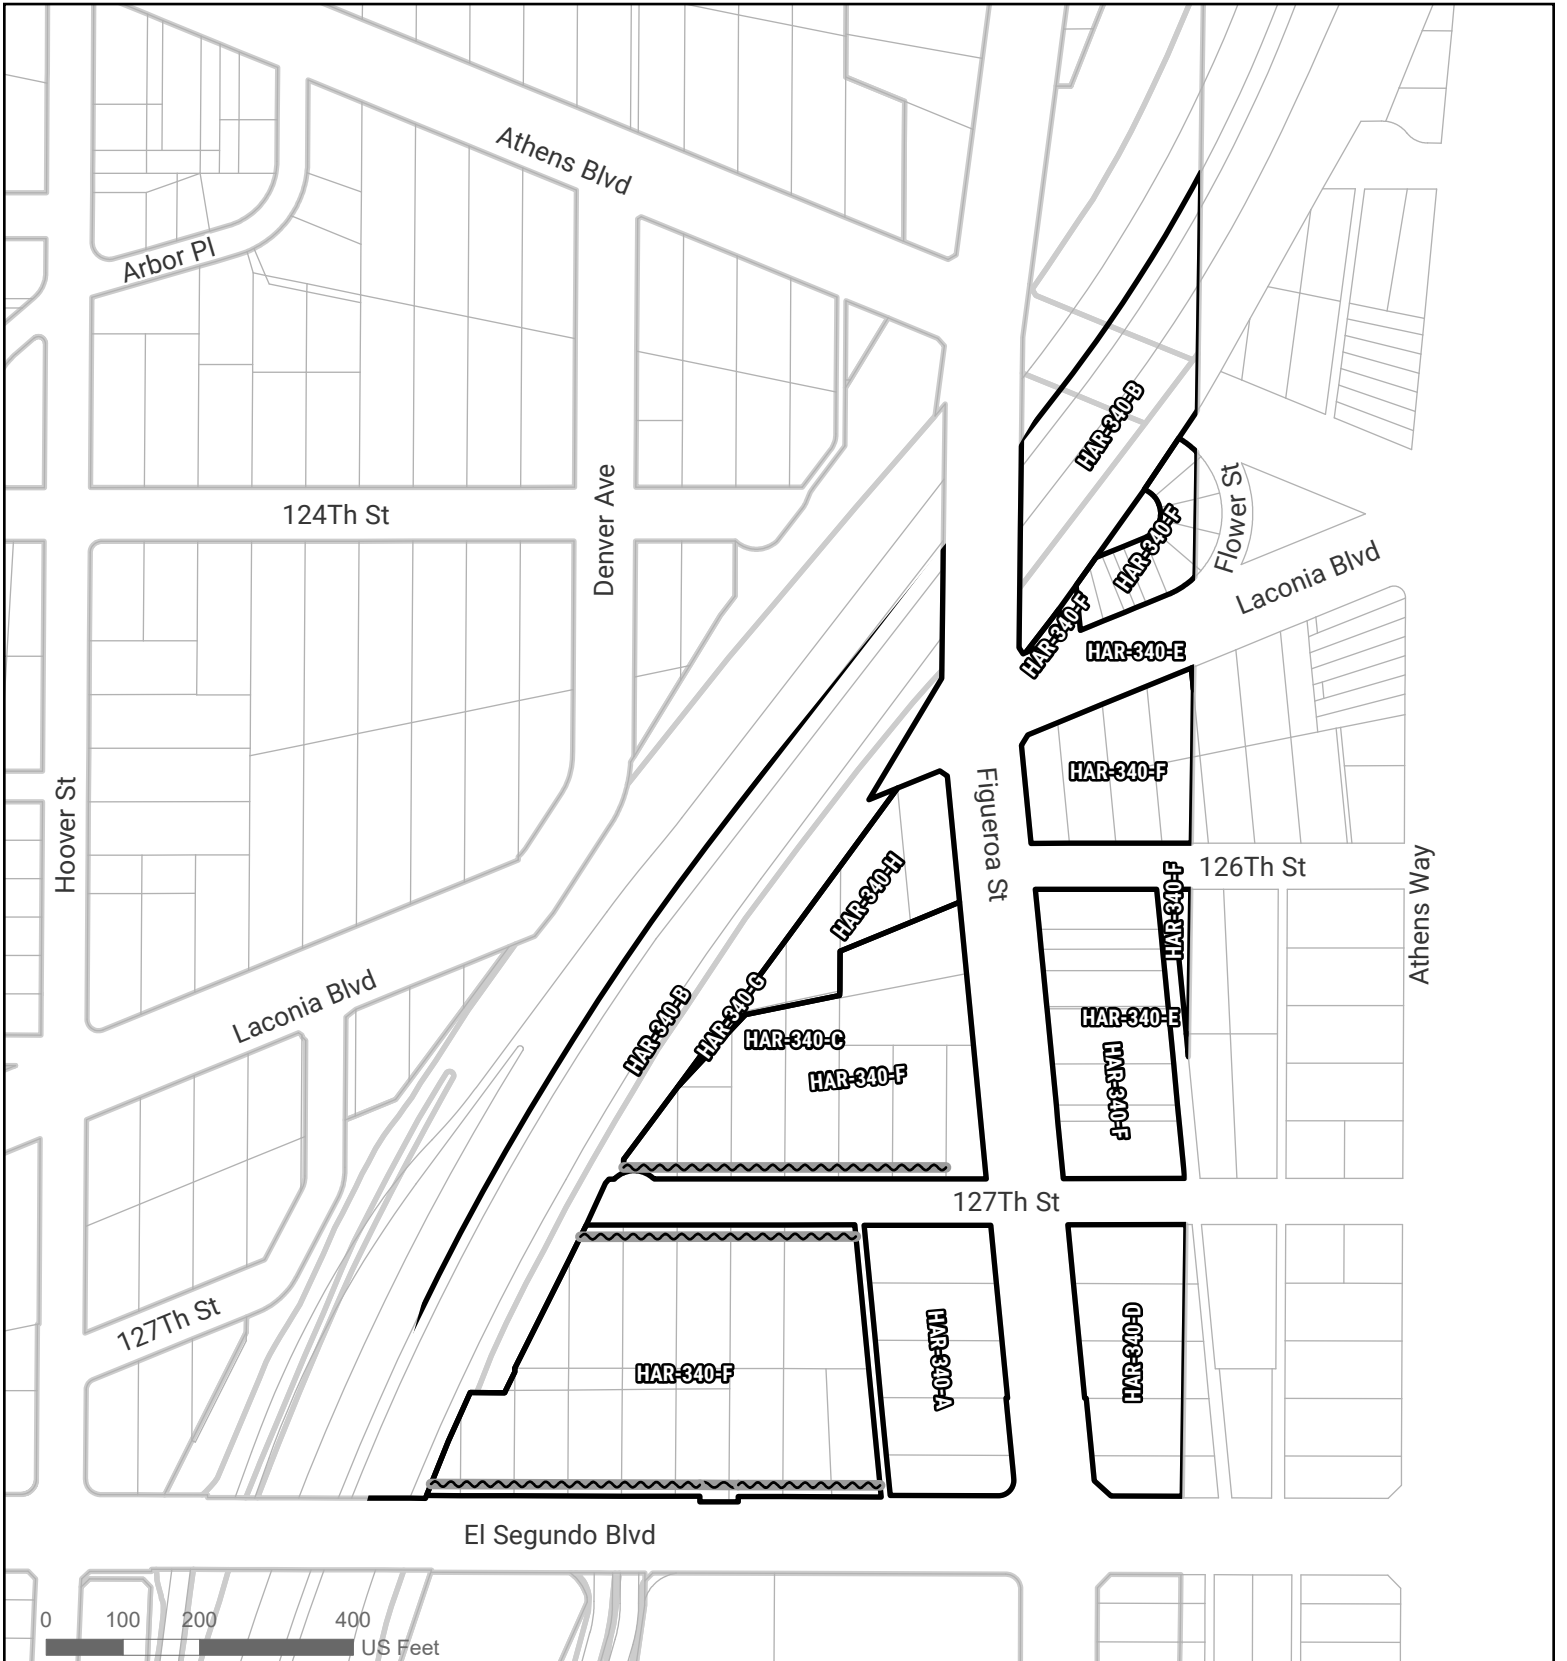 Athens Blvd
Arbor Pl
HAR-340-B
124Th St
Denver Ave
Flower St
HAR-340-F
Laconia Blvd
HAR-340-F
HAR-340-E
HAR-340-F
Hoover St
Figueroa St
126Th St
HAR-340-F
Athens Way
HAR-340-H
Laconia Blvd
HAR-340-B
HAR-340-G
HAR-340-C
HAR-340-E
HAR-340-F
HAR-340-F
127Th St
127Th St
HAR-340-F
HAR-340-A
HAR-340-D
El Segundo Blvd
0 100 200 400
US Feet